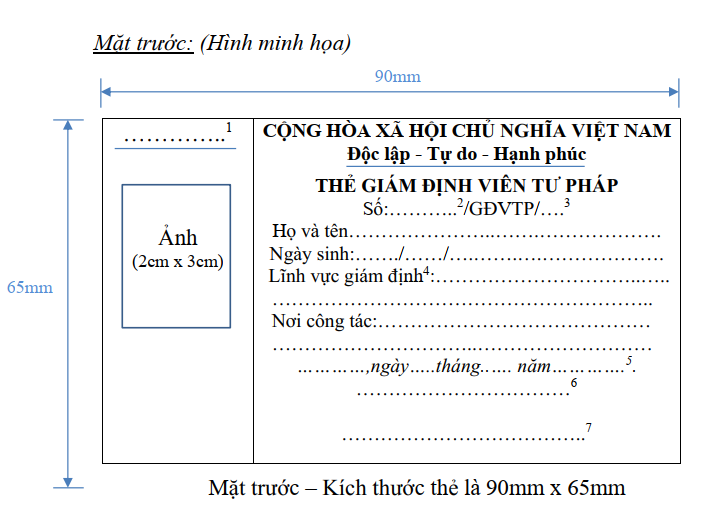 Mặt trước: (Hình minh họa)
90mm
65mm
…………..1
Ảnh
(2cm x 3cm)
CỘNG HÒA XÃ HỘI CHỦ NGHĨA VIỆT NAM
Độc lập - Tự do - Hạnh phúc
THẺ GIÁM ĐỊNH VIÊN TƯ PHÁP
Số:………..2/GĐVTP/….3
Họ và tên…………………..…….……………….
Ngày sinh:……./……/….…….….……………….
Lĩnh vực giám định4:…………………………..…..
…………………………………………………..
Nơi công tác:……………………………………
…………………………..………………………
…………,ngày…..tháng..…. năm………….5.
……………………………6
………………………………..7
Mặt trước – Kích thước thẻ là 90mm x 65mm